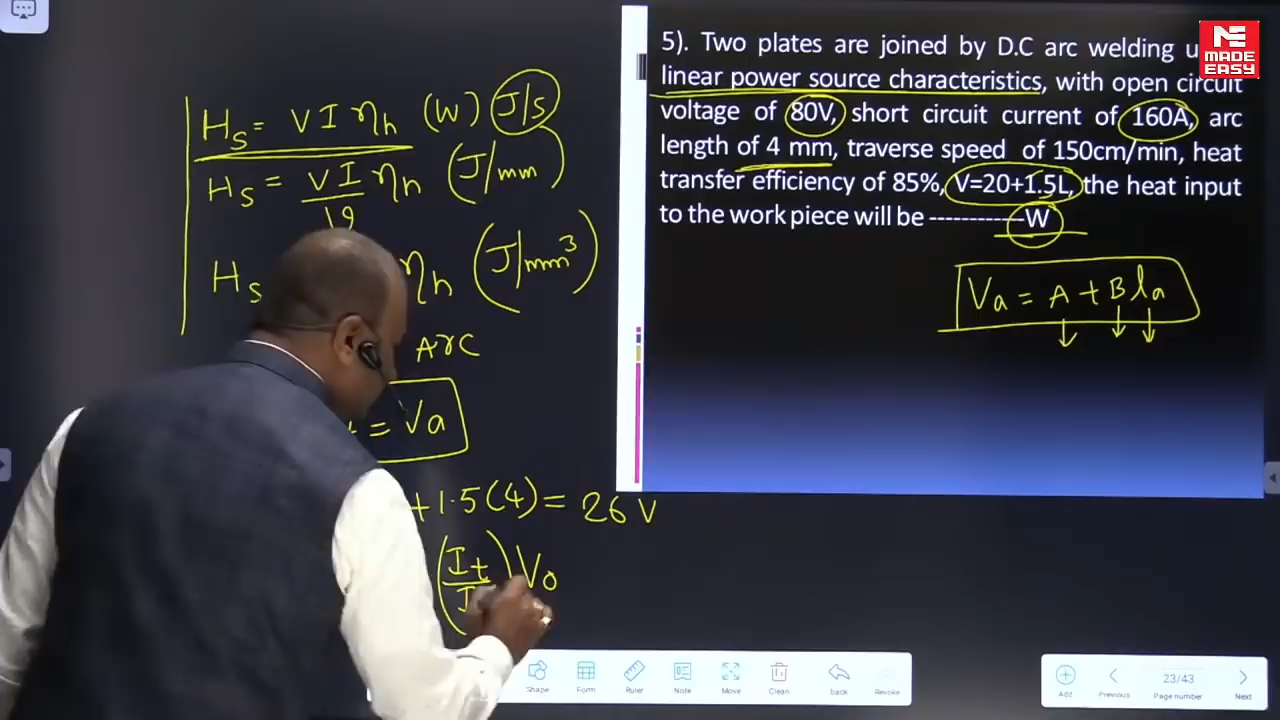 MADE
EASY
5). Two plates are joined by D.C arc welding u
linear power source characteristics, with open circuit
voltage of 80V, short circuit current of 160A, arc
length of 4 mm, traverse speed of 150cm/min, heat
transfer efficiency of 85%, V=20+1.5L, the heat input
to the work piece will be ------------W
Va = A + B la
Hs = V I ηh (W) (J/s)
Hs = V I ηh (J/mm)
Hs ηh (J/mm³)
Arc
= Va
+ 1.5 (4) = 26 V
(It
) Vo
Shape Form Ruler Note Move Clean back Revoke
Add Previous 23/43 Page number Next